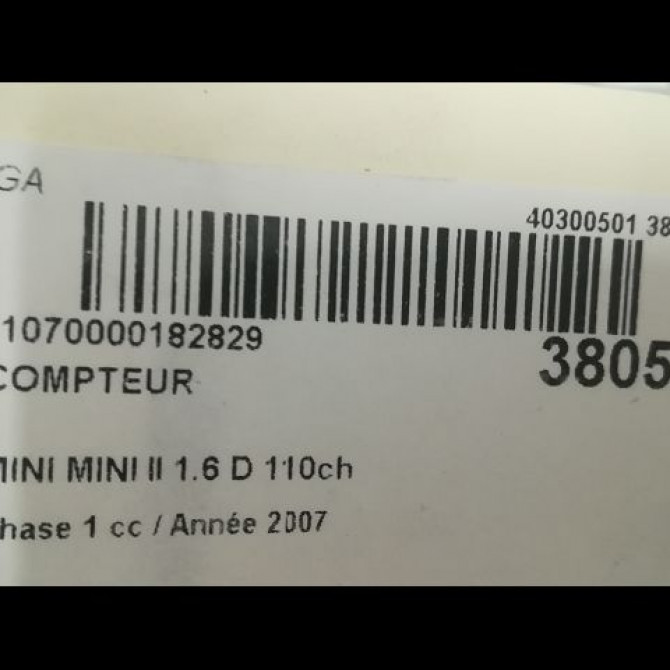 GA
40300501 38
1070000182829
3805
COMPTEUR
MINI MINI II 1.6 D 110ch
hase 1 cc / Année 2007